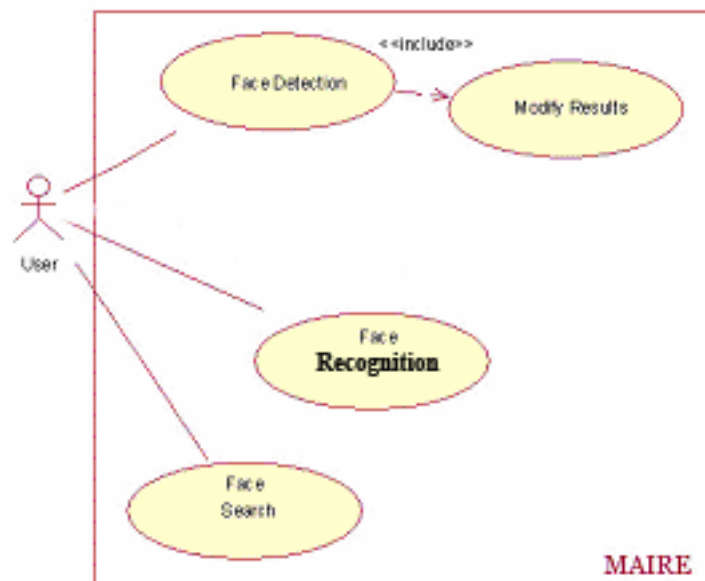 <<include>>
Face Detection
Modify Results
User
Face
Recognition
Face
Search
MAIRE